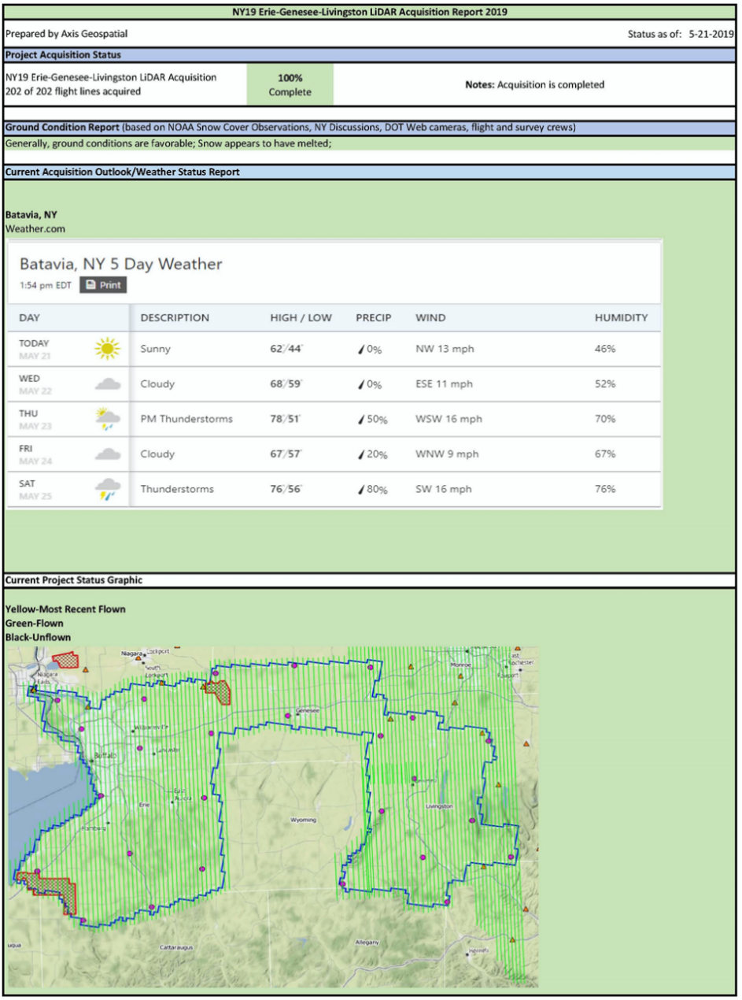 NY19 Erie-Genesee-Livingston LiDAR Acquisition Report 2019
Prepared by Axis Geospatial Status as of: 5-21-2019
Project Acquisition Status
NY19 Erie-Genesee-Livingston LiDAR Acquisition
202 of 202 flight lines acquired
100%
Complete
Notes: Acquisition is completed
Ground Condition Report (based on NOAA Snow Cover Observations, NY Discussions, DOT Web cameras, flight and survey crews)
Generally, ground conditions are favorable; Snow appears to have melted;
Current Acquisition Outlook/Weather Status Report
Batavia, NY
Weather.com
Batavia, NY 5 Day Weather
1:54 pm EDT Print
DAY DESCRIPTION HIGH / LOW PRECIP WIND HUMIDITY
TODAY
MAY 21
Sunny 62°/44° 0% NW 13 mph 46%
WED
MAY 22
Cloudy 68°/59° 0% ESE 11 mph 52%
THU
MAY 23
PM Thunderstorms 78°/51° 50% WSW 16 mph 70%
FRI
MAY 24
Cloudy 67°/57° 20% WNW 9 mph 67%
SAT
MAY 25
Thunderstorms 76°/56° 80% SW 16 mph 76%
Current Project Status Graphic
Yellow-Most Recent Flown
Green-Flown
Black-Unflown
Niagara Lockport
South
Lockport
Niagara
Falls
Monroe
East
Rochester
Genesee
Williamsville
Buffalo
Lancaster
East
Aurora
Erie
Hamburg
Wyoming
Livingston
uqua
Cattaraugus
Allegany